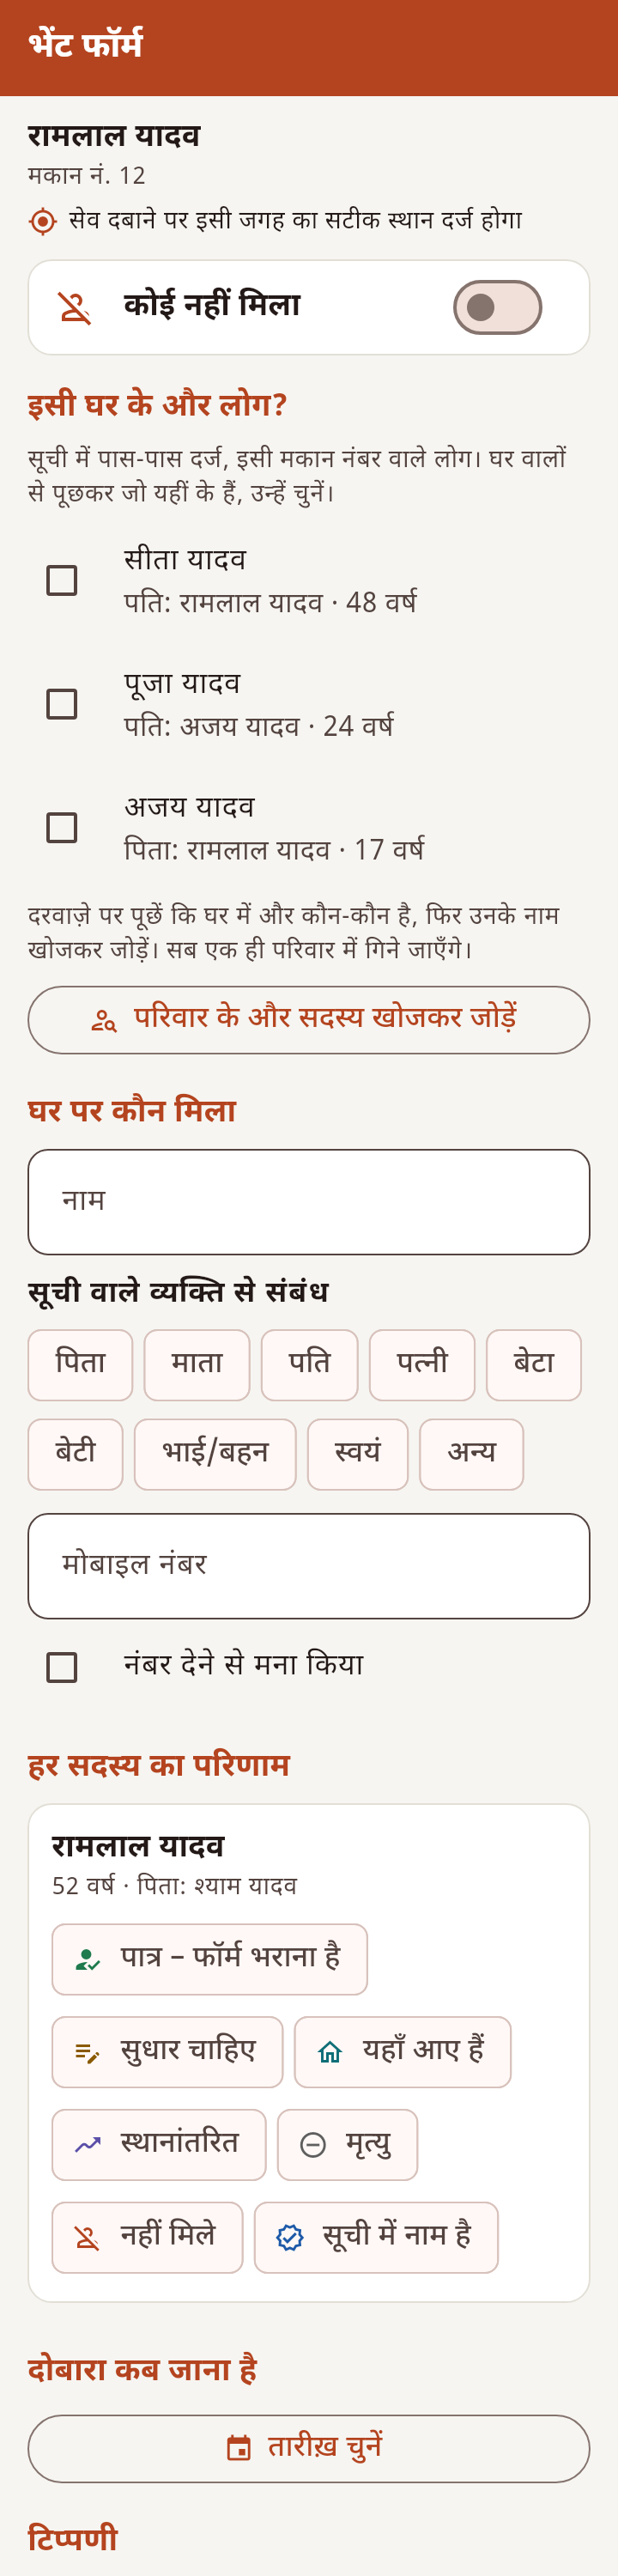 भेंट फॉर्म
रामलाल यादव
मकान नं. 12
सेव दबाने पर इसी जगह का सटीक स्थान दर्ज होगा
कोई नहीं मिला
इसी घर के और लोग?
सूची में पास-पास दर्ज, इसी मकान नंबर वाले लोग। घर वालों
से पूछकर जो यहीं के हैं, उन्हें चुनें।
सीता यादव
पति: रामलाल यादव · 48 वर्ष
पूजा यादव
पति: अजय यादव · 24 वर्ष
अजय यादव
पिता: रामलाल यादव · 17 वर्ष
दरवाज़े पर पूछें कि घर में और कौन-कौन है, फिर उनके नाम
खोजकर जोड़ें। सब एक ही परिवार में गिने जाएँगे।
परिवार के और सदस्य खोजकर जोड़ें
घर पर कौन मिला
नाम
सूची वाले व्यक्ति से संबंध
पिता माता पति पत्नी बेटा
बेटी भाई/बहन स्वयं अन्य
मोबाइल नंबर
नंबर देने से मना किया
हर सदस्य का परिणाम
रामलाल यादव
52 वर्ष · पिता: श्याम यादव
पात्र – फॉर्म भराना है
सुधार चाहिए यहाँ आए हैं
स्थानांतरित मृत्यु
नहीं मिले सूची में नाम है
दोबारा कब जाना है
तारीख़ चुनें
टिप्पणी